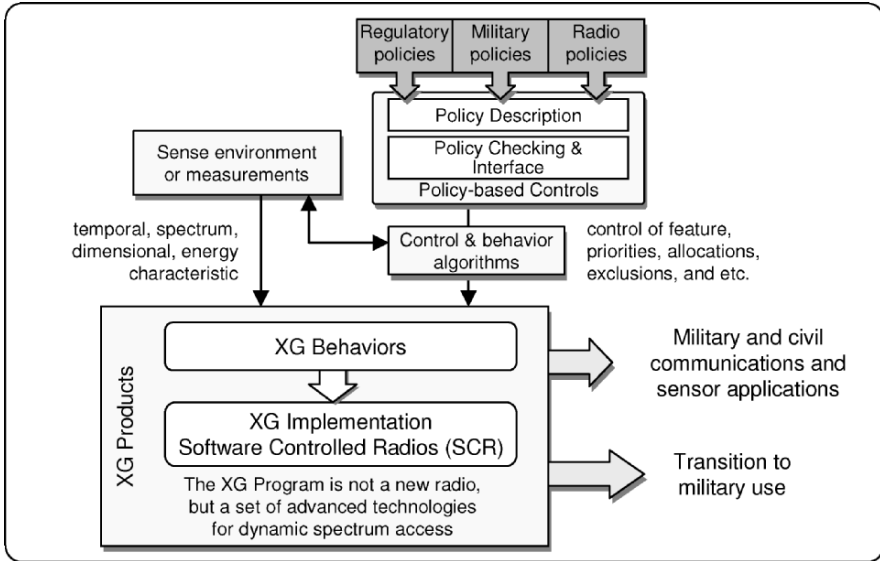 Regulatory
policies
Military
policies
Radio
policies
Policy Description
Policy Checking &
Interface
Policy-based Controls
Sense environment
or measurements
temporal, spectrum,
dimensional, energy
characteristic
Control & behavior
algorithms
control of feature,
priorities, allocations,
exclusions, and etc.
XG Products
XG Behaviors
XG Implementation
Software Controlled Radios (SCR)
The XG Program is not a new radio,
but a set of advanced technologies
for dynamic spectrum access
Military and civil
communications and
sensor applications
Transition to
military use